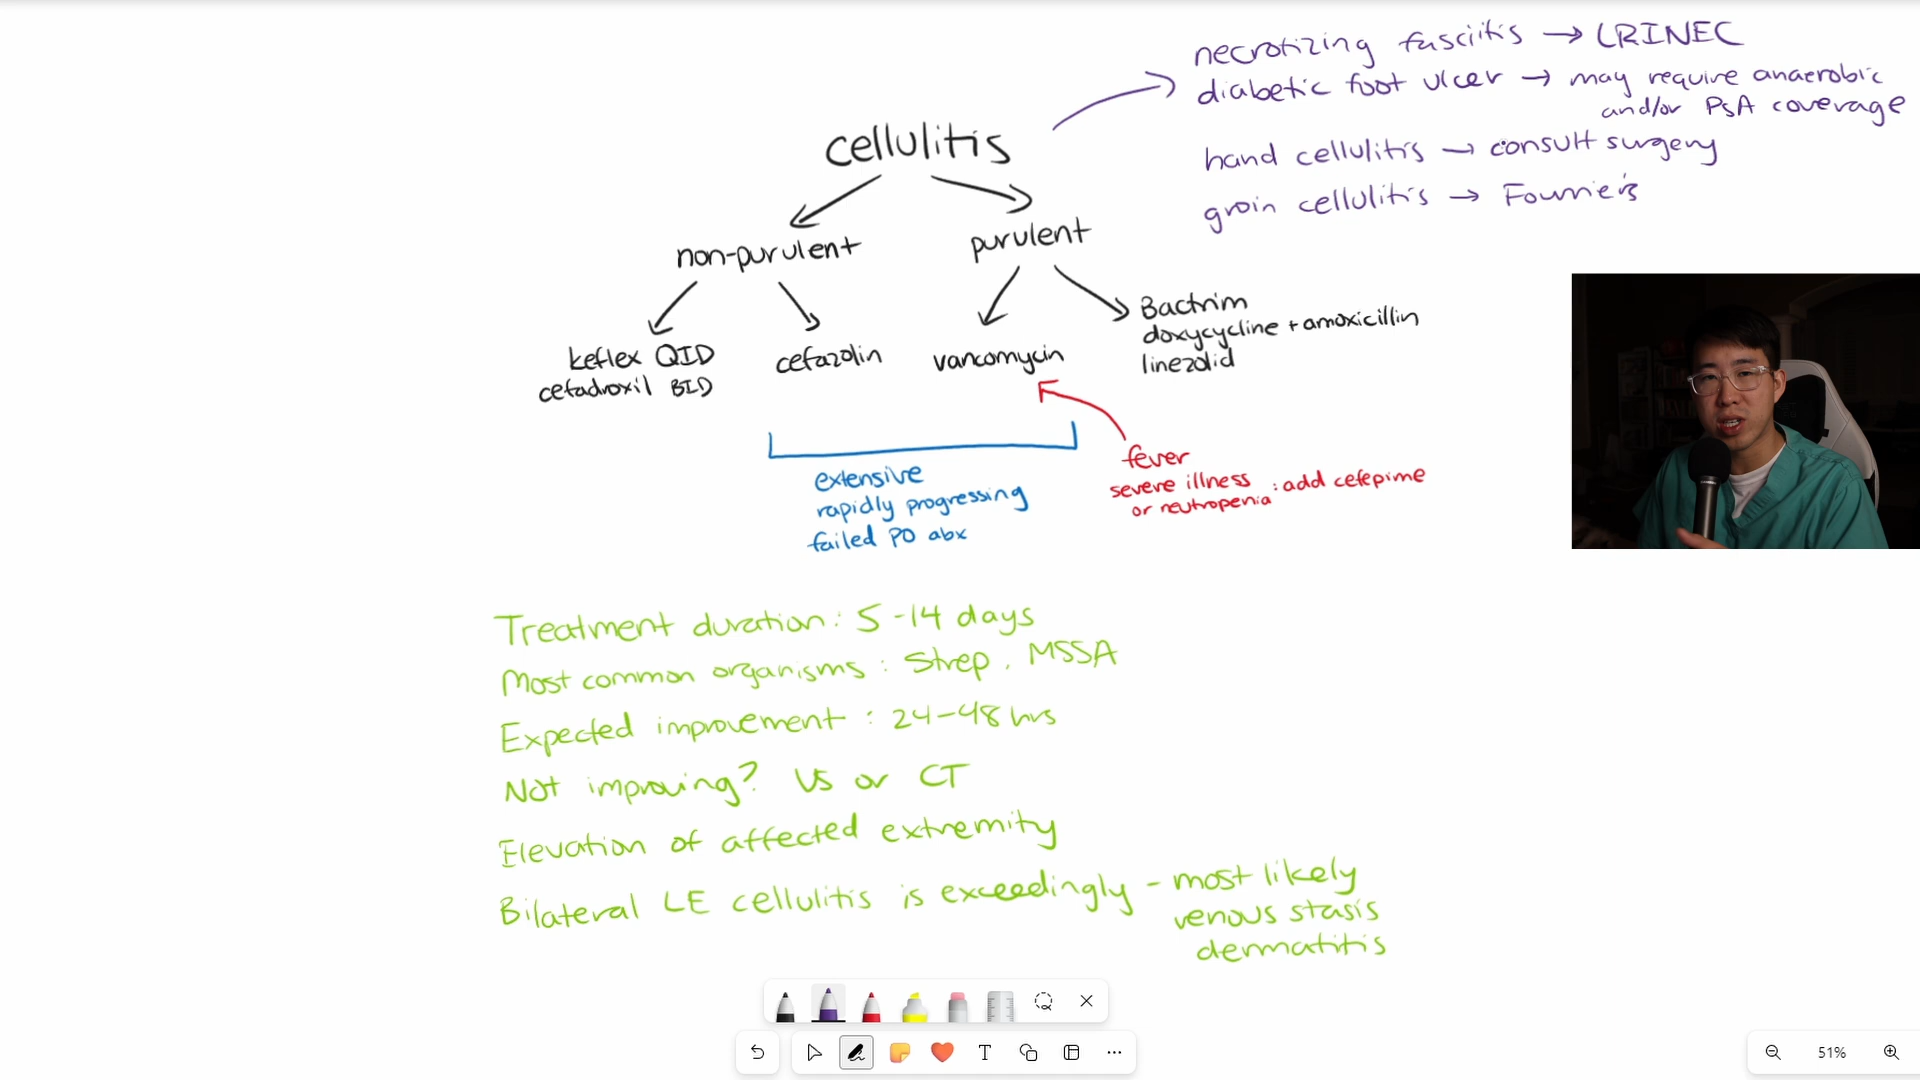 necrotizing fasciitis → LRINEC
diabetic foot ulcer → may require anaerobic
and/or PsA coverage
hand cellulitis → consult surgery
groin cellulitis → Fournier's
cellulitis
non-purulent
purulent
keflex QID
cefadroxil BID
cefazolin
vancomycin
Bactrim
doxycycline + amoxicillin
linezolid
extensive
rapidly progressing
failed PO abx
fever
severe illness : add cefepime
or neutropenia
Treatment duration: 5-14 days
Most common organisms : Strep, MSSA
Expected improvement : 24-48 hrs
Not improving? US or CT
Elevation of affected extremity
Bilateral LE cellulitis is exceedingly - most likely
venous stasis
dermatitis
T
51%